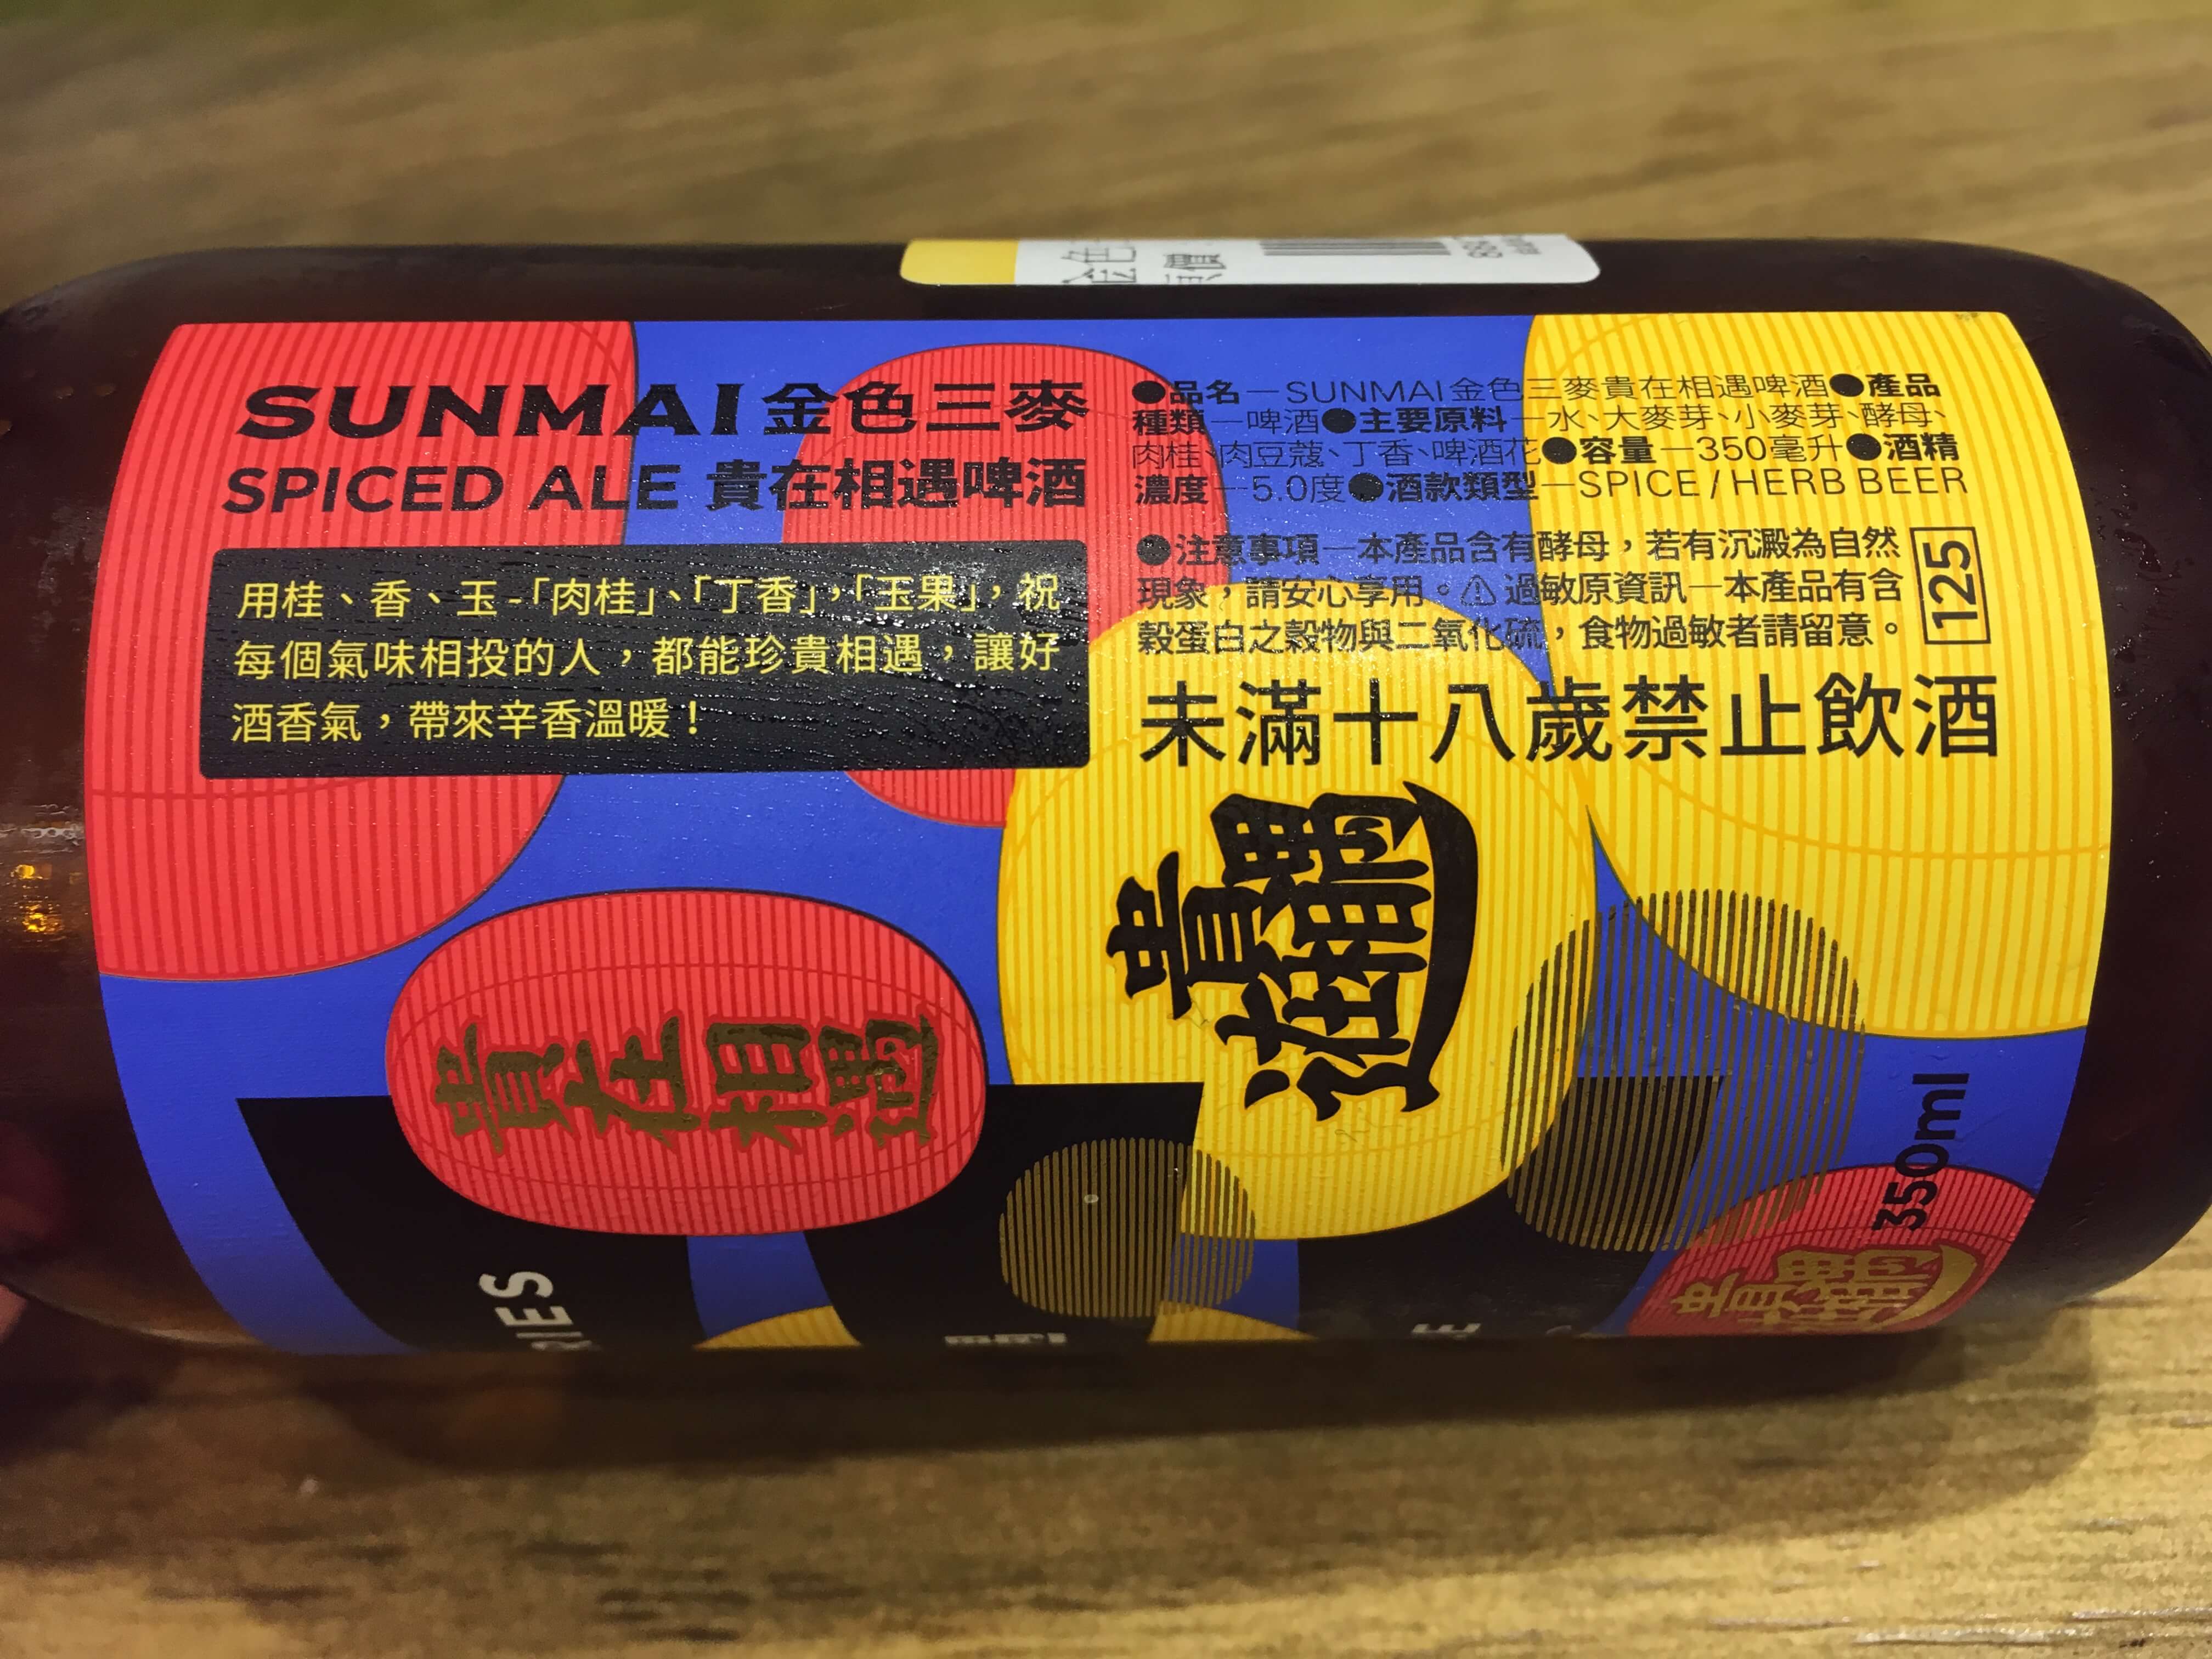 SUNMAI 金色三麥
SPICED ALE 貴在相遇啤酒
用桂、香、玉-「肉桂」、「丁香」,「玉果」,祝
每個氣味相投的人,都能珍貴相遇,讓好
酒香氣,帶來辛香溫暖!
●品名—SUNMAI金色三麥貴在相遇啤酒●產品
種類—啤酒●主要原料—水、大麥芽、小麥芽、酵母、
肉桂、肉豆蔻、丁香、啤酒花●容量—350毫升●酒精
濃度—5.0度●酒款類型—SPICE/HERB BEER
●注意事項—本產品含有酵母,若有沉澱為自然
現象,請安心享用。⚠過敏原資訊—本產品有含
穀蛋白之穀物與二氧化硫,食物過敏者請留意。
125
未滿十八歲禁止飲酒
貴在相遇
貴在相遇
350ml
貴在相遇